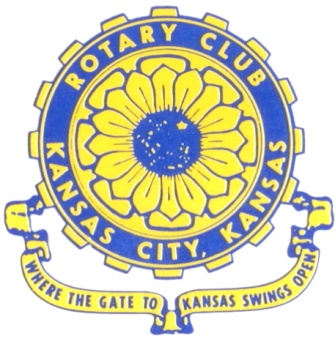 ROTARY CLUB
KANSAS CITY, KANSAS
WHERE THE GATE TO KANSAS SWINGS OPEN